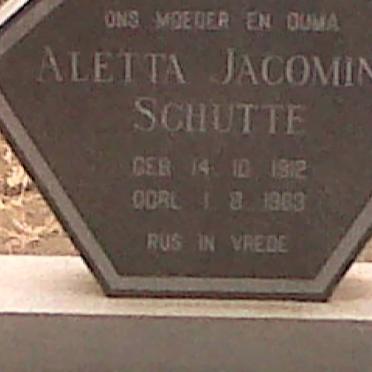 ONS MOEDER EN OUMA
ALETTA JACOMIN
SCHUTTE
GEB 14 10 1912
OORL 1 8 1983
RUS IN VREDE